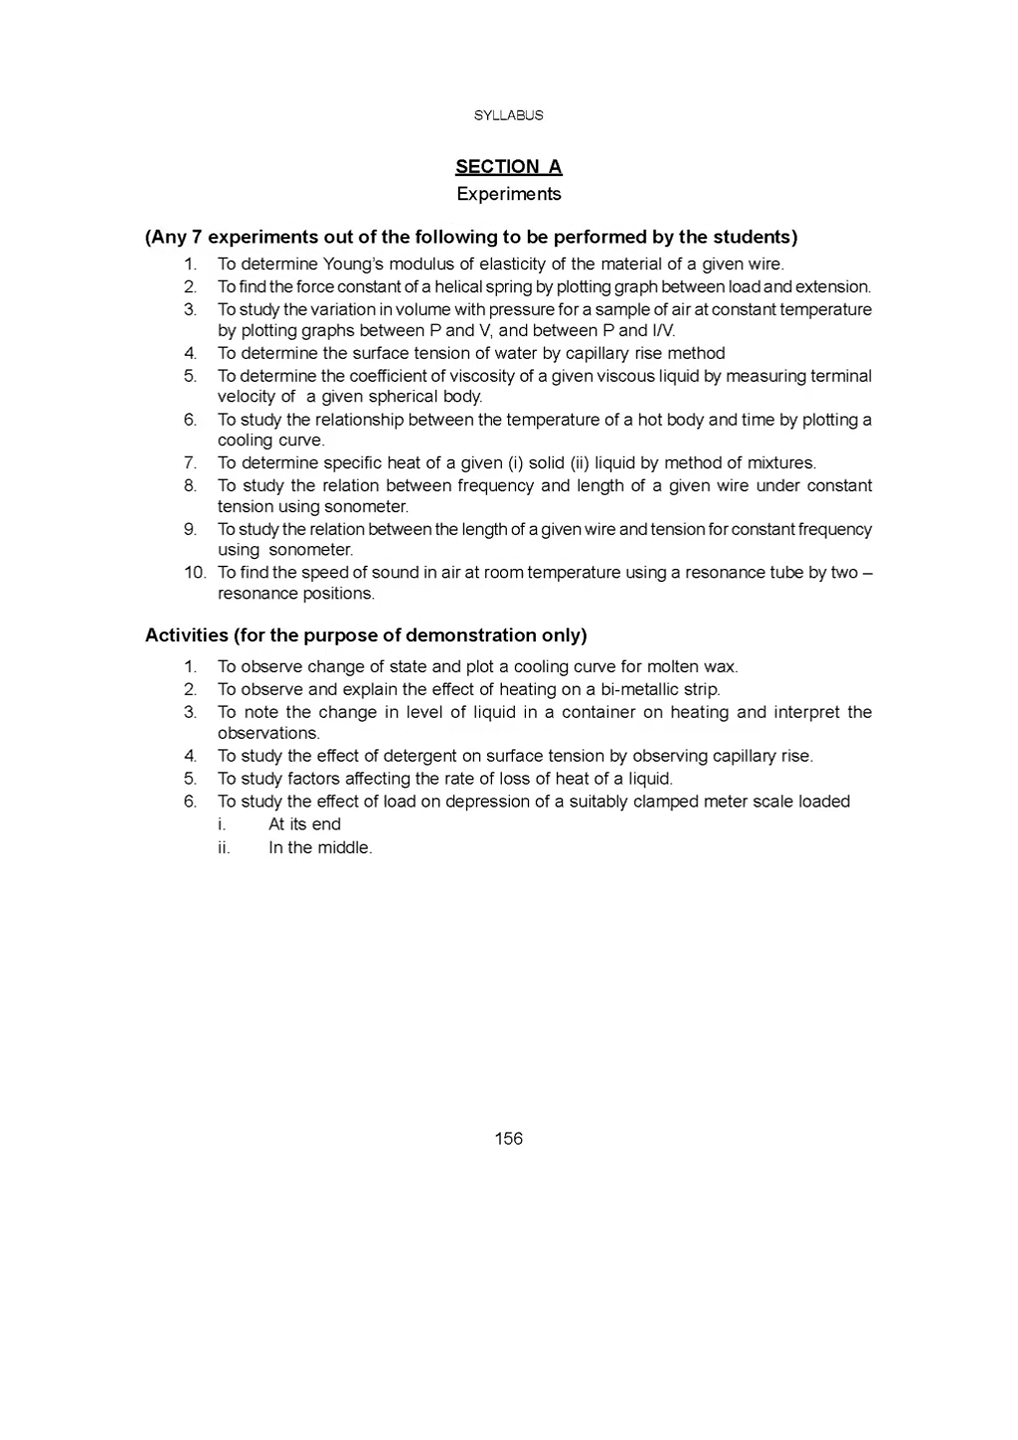 SYLLABUS
SECTION A
Experiments
(Any 7 experiments out of the following to be performed by the students)
1. To determine Young's modulus of elasticity of the material of a given wire.
2. To find the force constant of a helical spring by plotting graph between load and extension.
3. To study the variation in volume with pressure for a sample of air at constant temperature
by plotting graphs between P and V, and between P and I/V.
4. To determine the surface tension of water by capillary rise method
5. To determine the coefficient of viscosity of a given viscous liquid by measuring terminal
velocity of a given spherical body.
6. To study the relationship between the temperature of a hot body and time by plotting a
cooling curve.
7. To determine specific heat of a given (i) solid (ii) liquid by method of mixtures.
8. To study the relation between frequency and length of a given wire under constant
tension using sonometer.
9. To study the relation between the length of a given wire and tension for constant frequency
using sonometer.
10. To find the speed of sound in air at room temperature using a resonance tube by two –
resonance positions.
Activities (for the purpose of demonstration only)
1. To observe change of state and plot a cooling curve for molten wax.
2. To observe and explain the effect of heating on a bi-metallic strip.
3. To note the change in level of liquid in a container on heating and interpret the
observations.
4. To study the effect of detergent on surface tension by observing capillary rise.
5. To study factors affecting the rate of loss of heat of a liquid.
6. To study the effect of load on depression of a suitably clamped meter scale loaded
i. At its end
ii. In the middle.
156